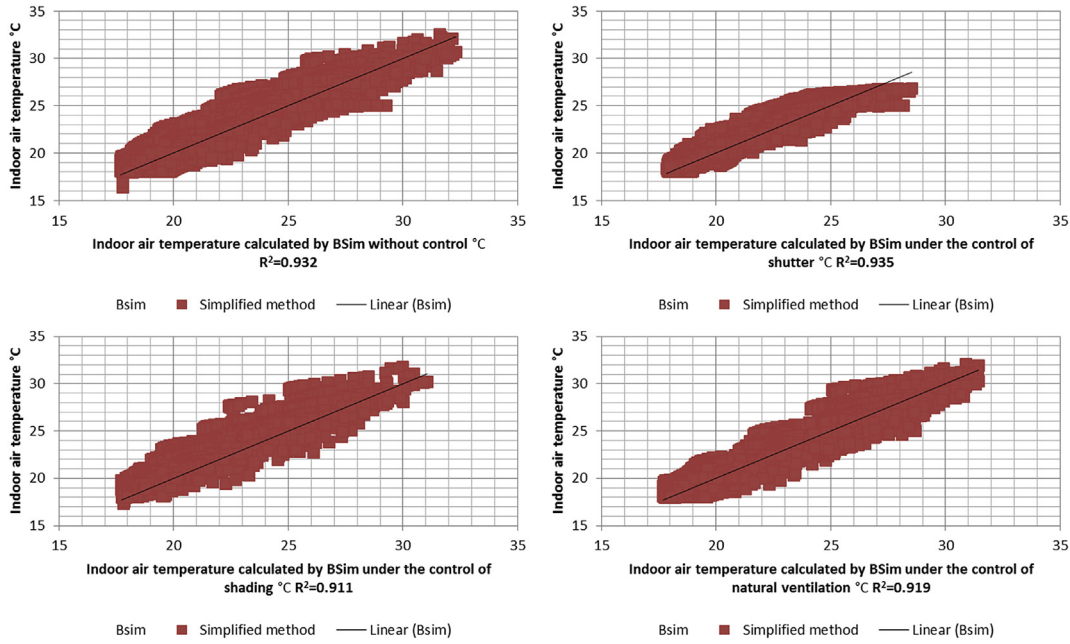 Indoor air temperature °C
35
30
25
20
15
15 20 25 30 35
Indoor air temperature calculated by BSim without control °C
R²=0.932
Bsim Simplified method Linear (Bsim)
Indoor air temperature °C
35
30
25
20
15
15 20 25 30 35
Indoor air temperature calculated by BSim under the control of
shutter °C R²=0.935
Bsim Simplified method Linear (Bsim)
Indoor air temperature °C
35
30
25
20
15
15 20 25 30 35
Indoor air temperature calculated by BSim under the control of
shading °C R²=0.911
Bsim Simplified method Linear (Bsim)
Indoor air temperature °C
35
30
25
20
15
15 20 25 30 35
Indoor air temperature calculated by BSim under the control of
natural ventilation °C R²=0.919
Bsim Simplified method Linear (Bsim)